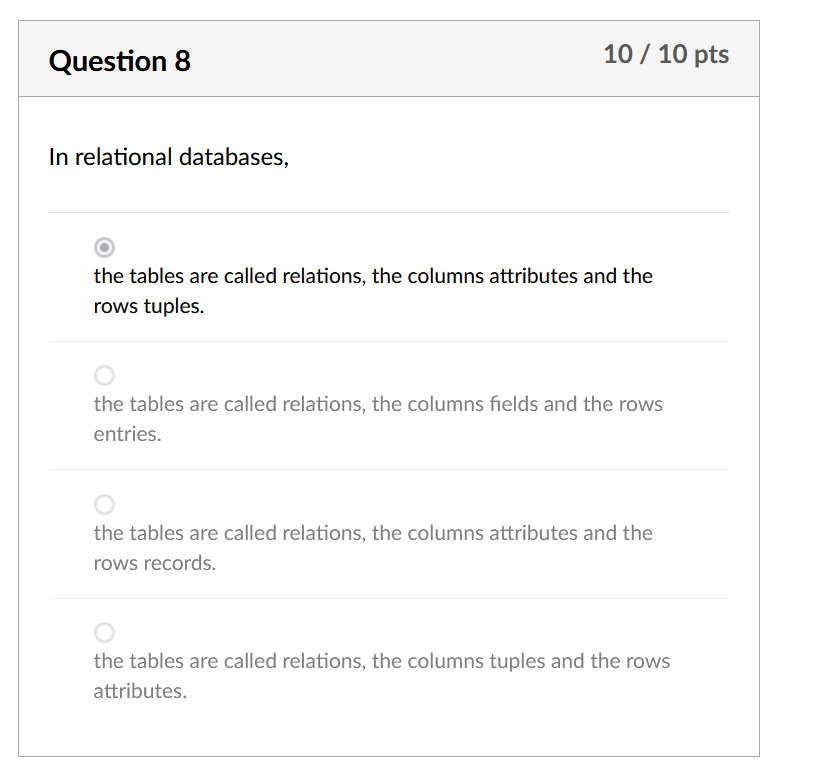 Question 8
10 / 10 pts
In relational databases,
the tables are called relations, the columns attributes and the
rows tuples.
the tables are called relations, the columns fields and the rows
entries.
the tables are called relations, the columns attributes and the
rows records.
the tables are called relations, the columns tuples and the rows
attributes.